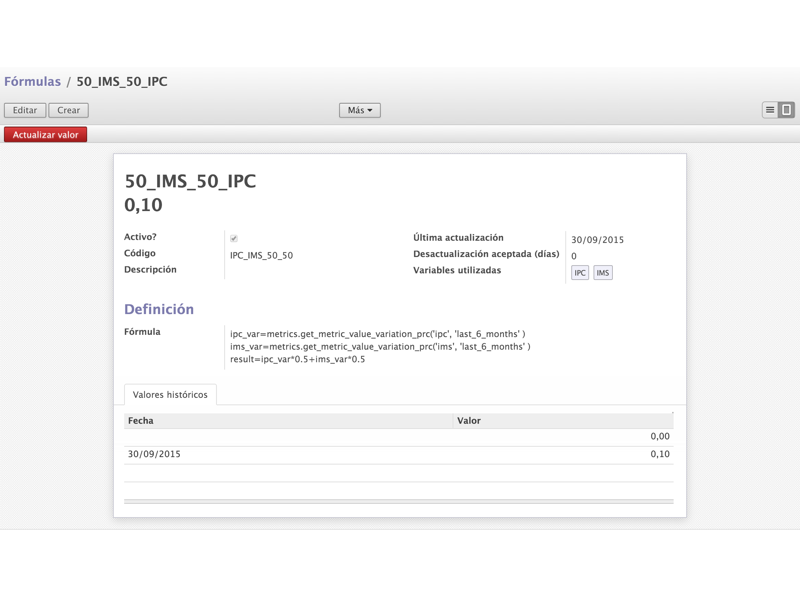 Fórmulas / 50_IMS_50_IPC
Editar Crear Más
Actualizar valor
50_IMS_50_IPC
0,10
Activo?
Código IPC_IMS_50_50
Descripción
Última actualización 30/09/2015
Desactualización aceptada (días) 0
Variables utilizadas IPC IMS
Definición
Fórmula
ipc_var=metrics.get_metric_value_variation_prc('ipc', 'last_6_months' )
ims_var=metrics.get_metric_value_variation_prc('ims', 'last_6_months' )
result=ipc_var*0.5+ims_var*0.5
Valores históricos
Fecha Valor
0,00
30/09/2015 0,10